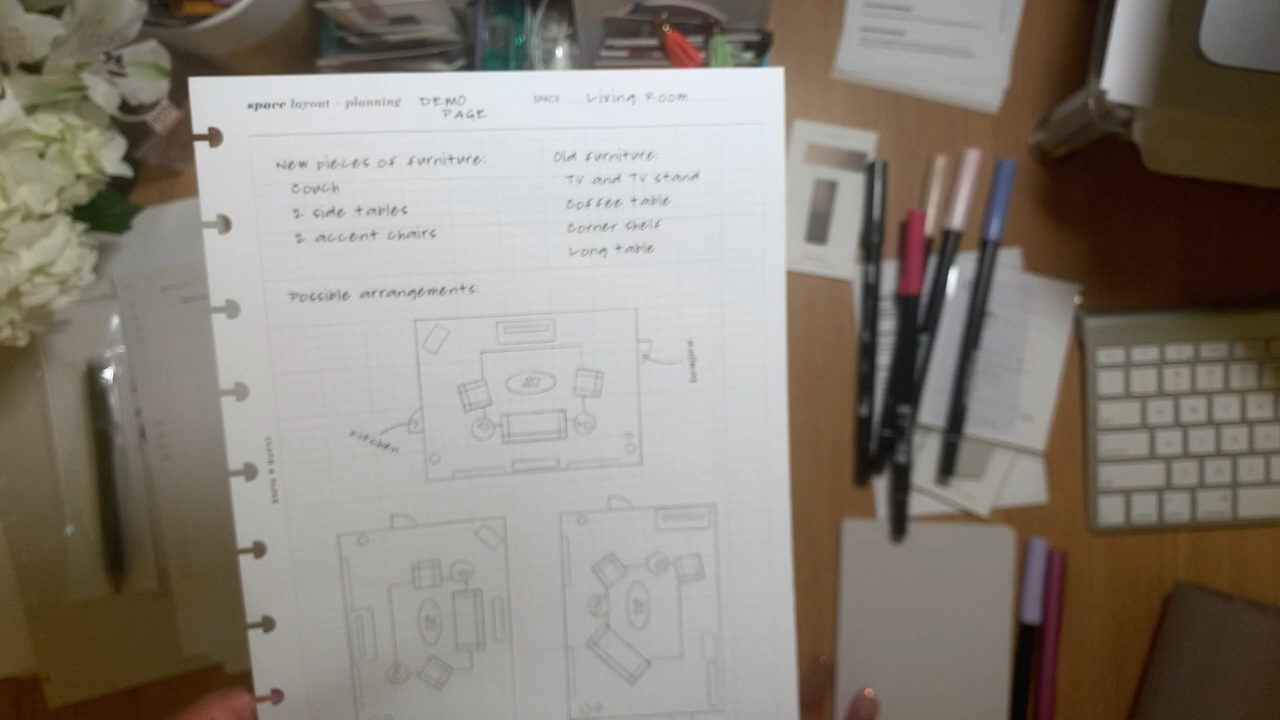 space layout - planning DEMO PAGE SPACE Living Room
New pieces of furniture:
Couch
2 side tables
2 accent chairs
Old furniture:
TV and TV stand
Coffee table
Corner shelf
Long table
Possible arrangements:
kitchen